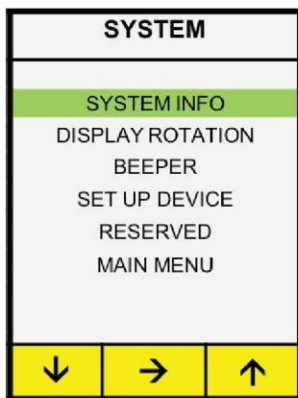 SYSTEM
SYSTEM INFO
DISPLAY ROTATION
BEEPER
SET UP DEVICE
RESERVED
MAIN MENU
↓ → ↑